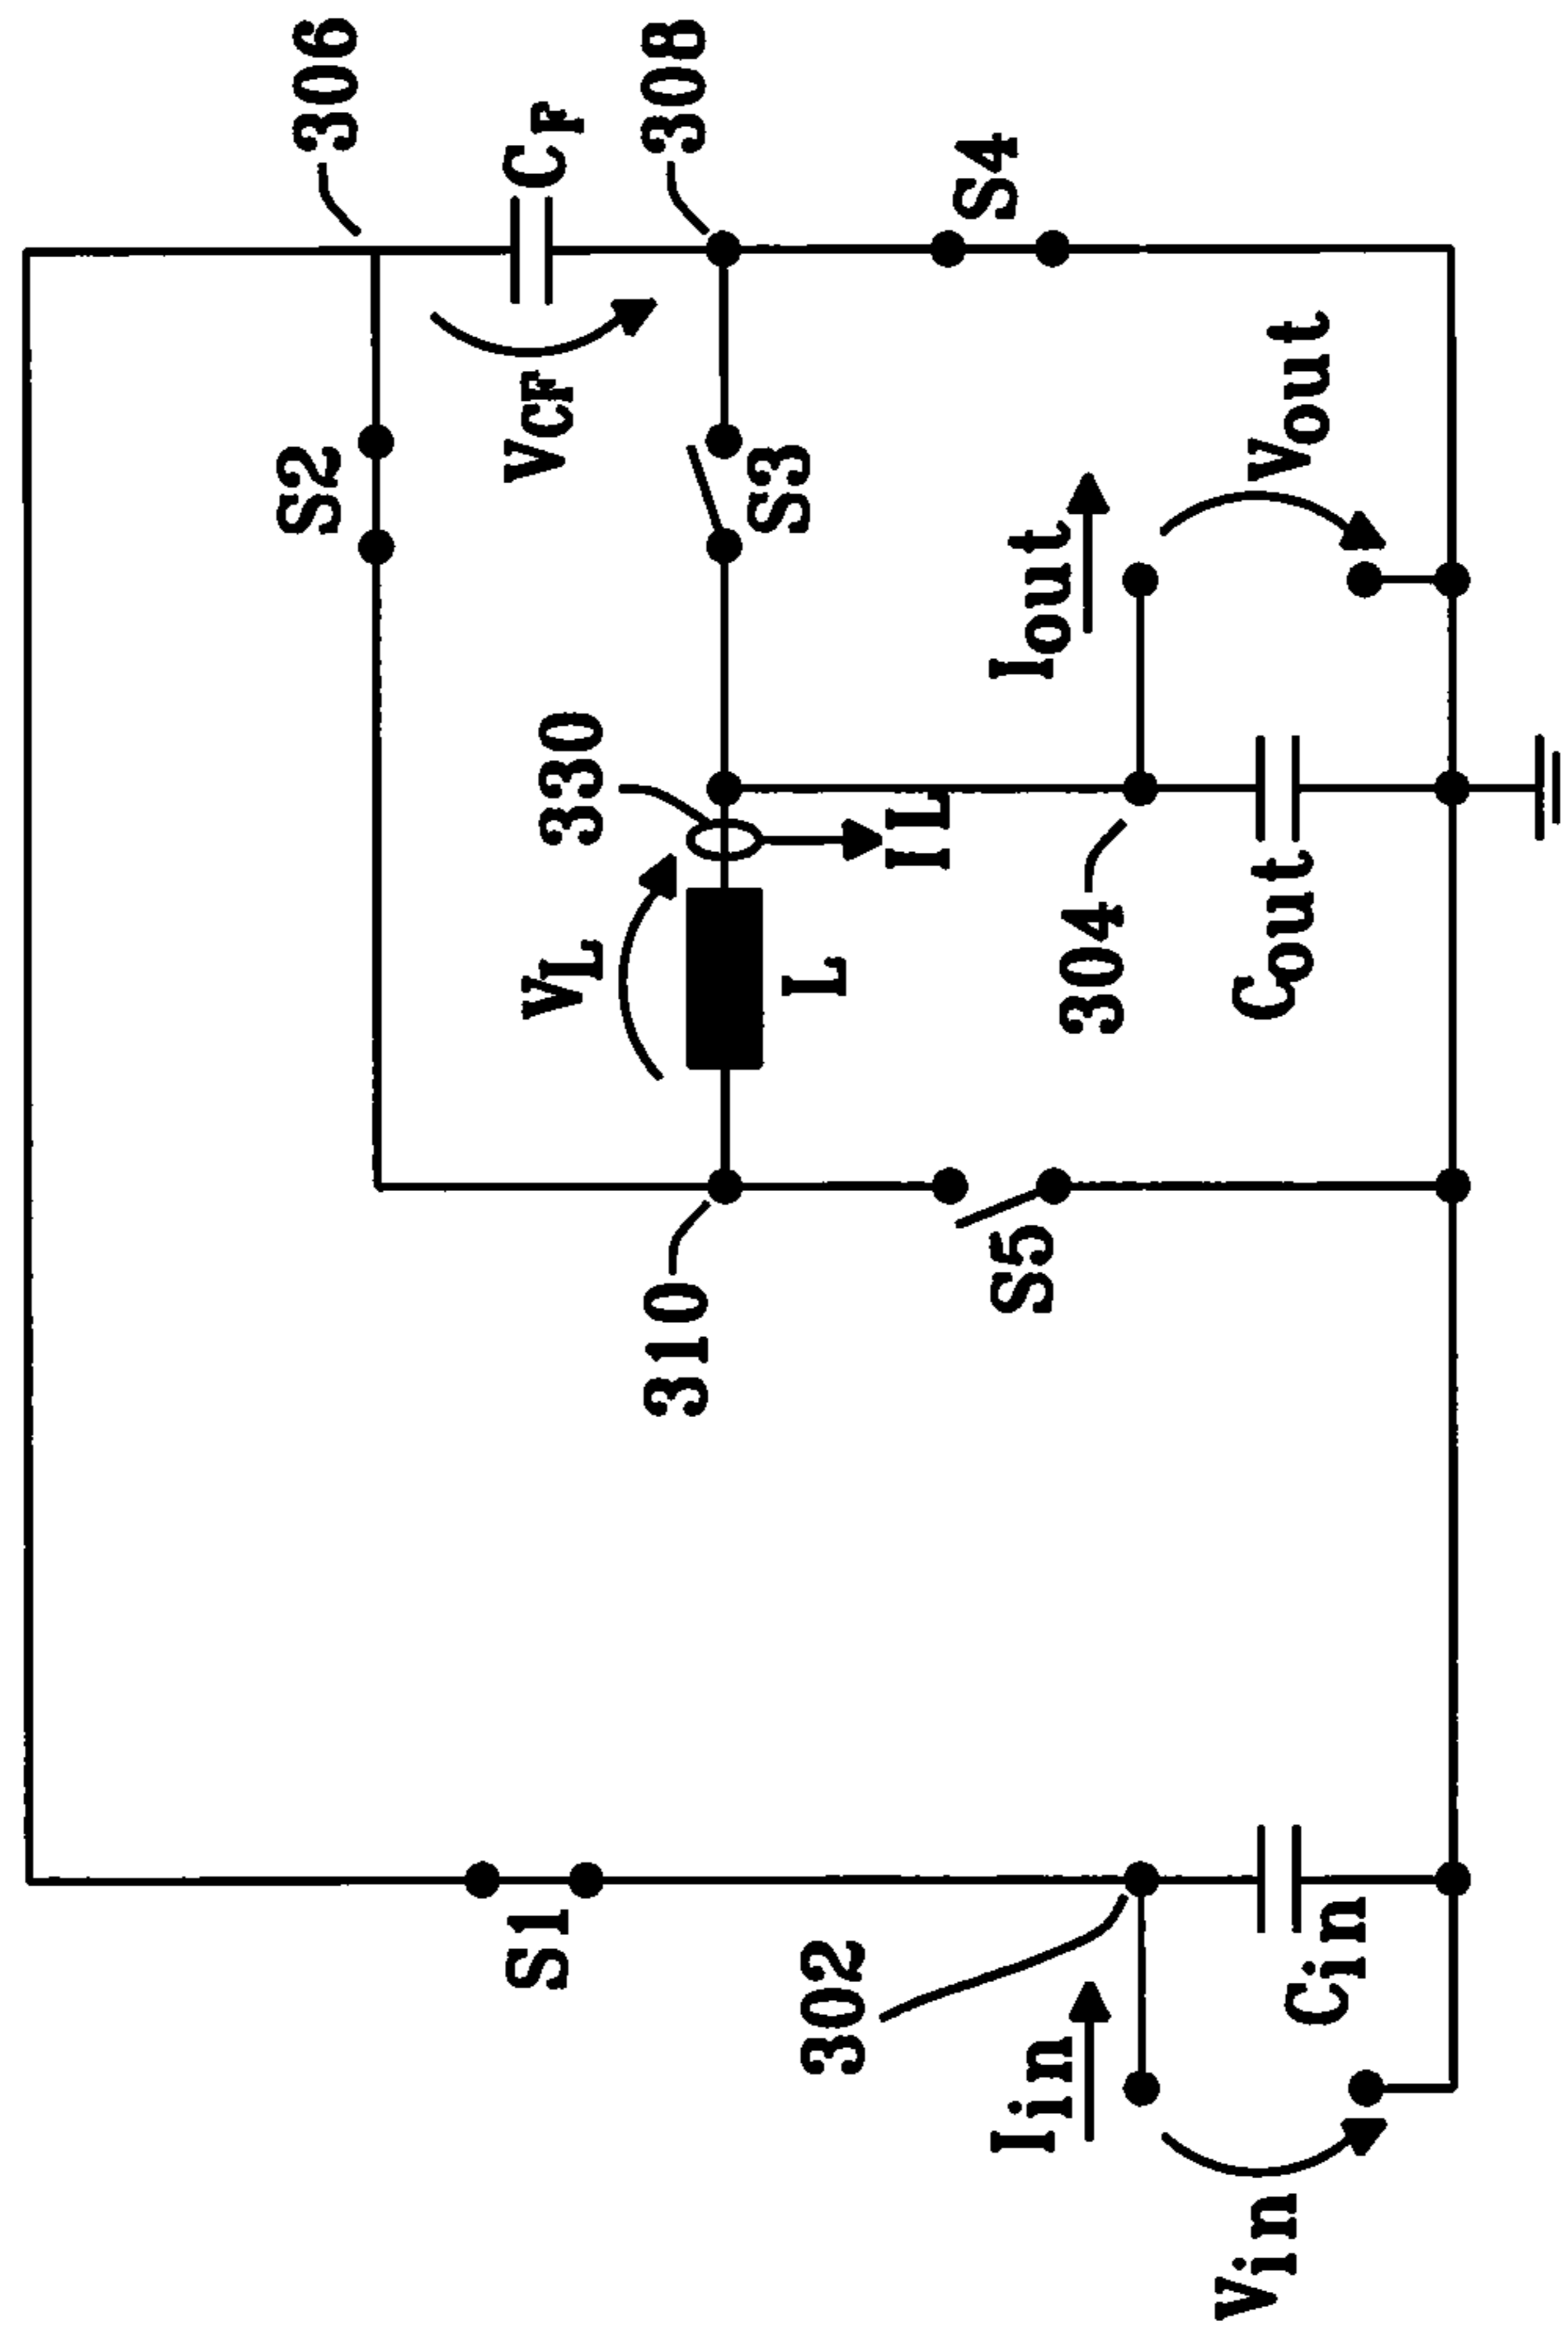 306
308
CF
S4
S2
VCF
S3
Vout
Iout
330
IL
VL
L
304
Cout
310
S5
S1
302
Cin
Iin
Vin